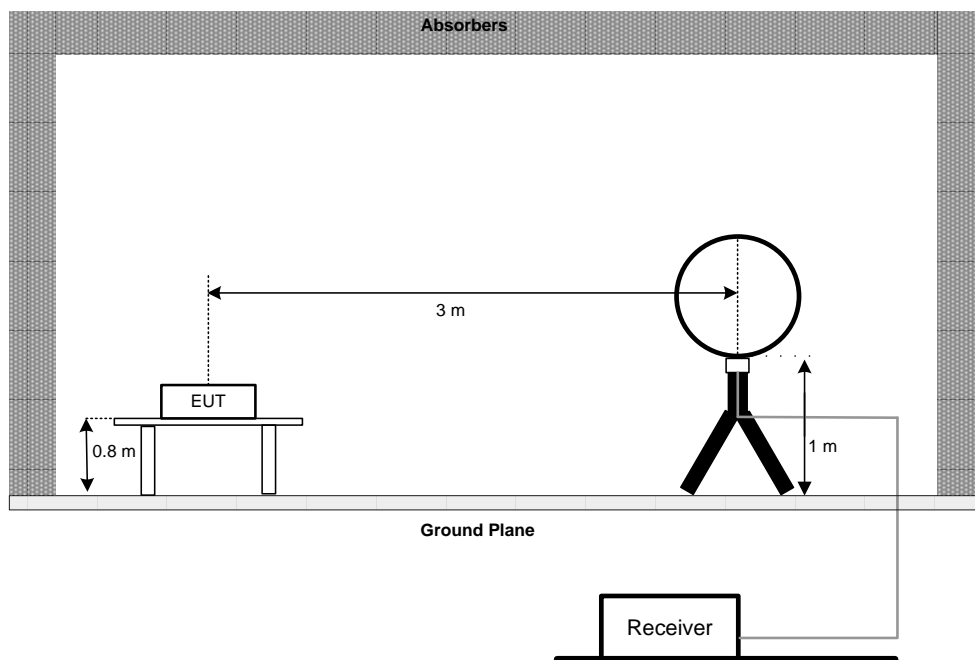 Absorbers
3 m
EUT
0.8 m
1 m
Ground Plane
Receiver